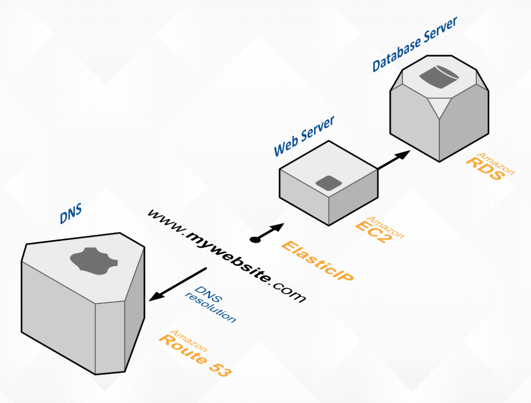 Database Server
Amazon
RDS
Web Server
Amazon
EC2
ElasticIP
www.mywebsite.com
DNS
DNS
resolution
Amazon
Route 53